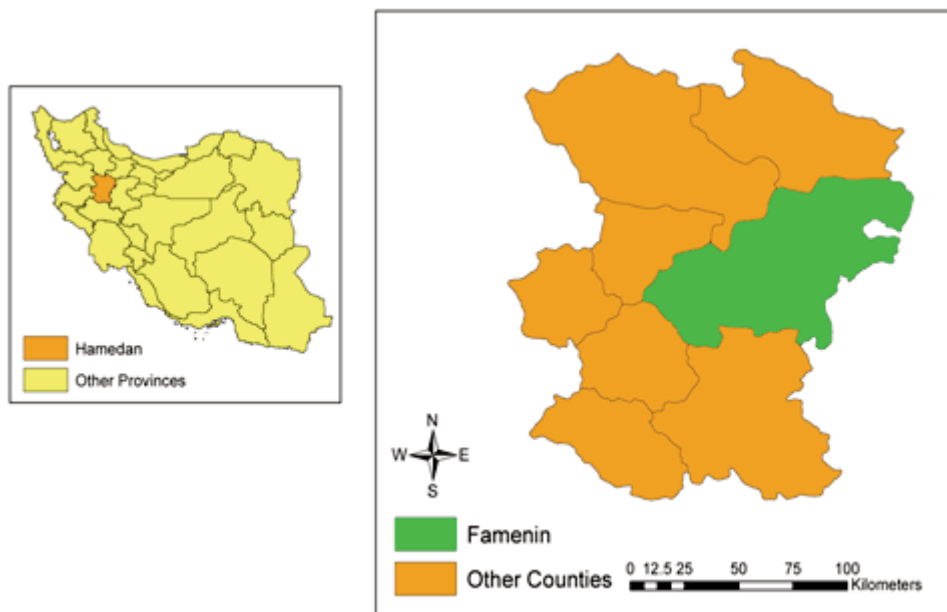 Hamedan
Other Provinces
N
W E
S
Famenin
Other Counties
0 12.5 25 50 75 100
Kilometers